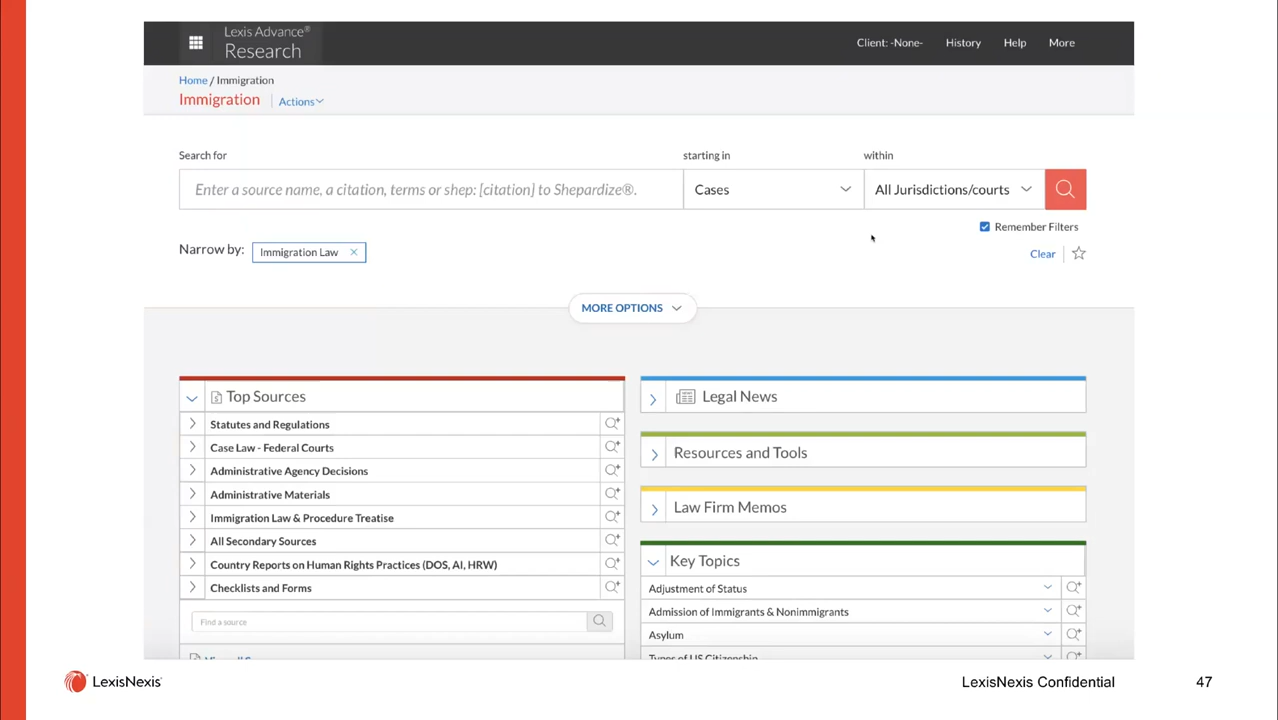 Lexis Advance®
Research
Client: -None-
History
Help
More
Home / Immigration
Immigration
Actions
Search for
starting in
within
Enter a source name, a citation, terms or shep: [citation] to Shepardize®.
Cases
All Jurisdictions/courts
Remember Filters
Narrow by:
Immigration Law
Clear
MORE OPTIONS
Top Sources
Statutes and Regulations
Case Law - Federal Courts
Administrative Agency Decisions
Administrative Materials
Immigration Law & Procedure Treatise
All Secondary Sources
Country Reports on Human Rights Practices (DOS, AI, HRW)
Checklists and Forms
Find a source
Legal News
Resources and Tools
Law Firm Memos
Key Topics
Adjustment of Status
Admission of Immigrants & Nonimmigrants
Asylum
Types of US Citizenship
LexisNexis®
LexisNexis Confidential
47